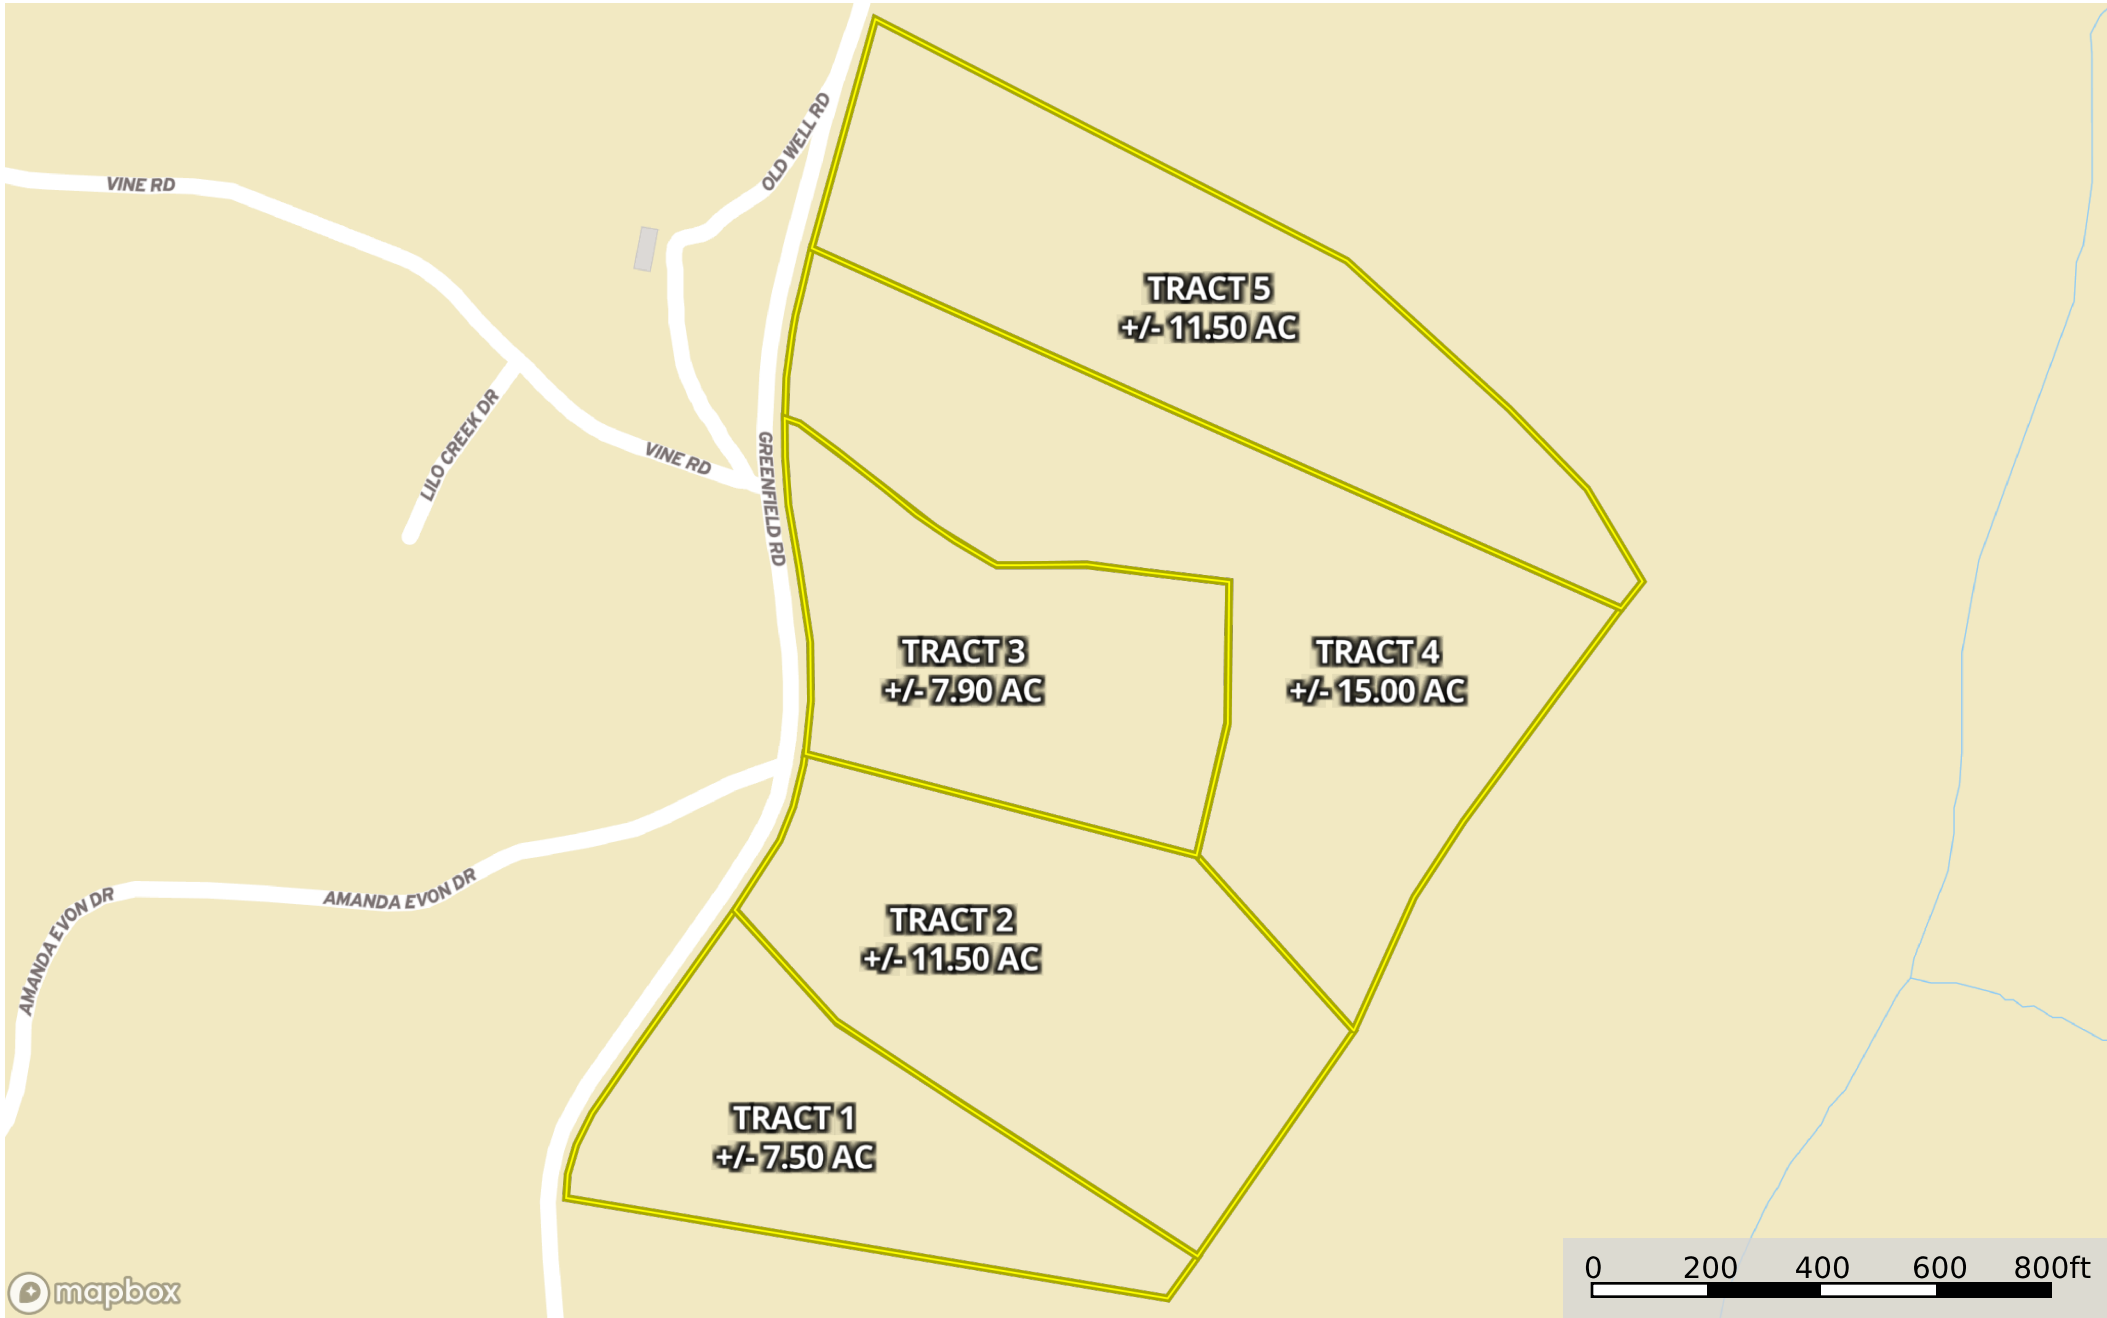 OLD WELL RD
VINE RD
TRACT 5
+/- 11.50 AC
LILO CREEK DR
VINE RD
GREENFIELD RD
TRACT 3
+/- 7.90 AC
TRACT 4
+/- 15.00 AC
AMANDA EVON DR
AMANDA EVON DR
TRACT 2
+/- 11.50 AC
TRACT 1
+/- 7.50 AC
0 200 400 600 800ft
mapbox